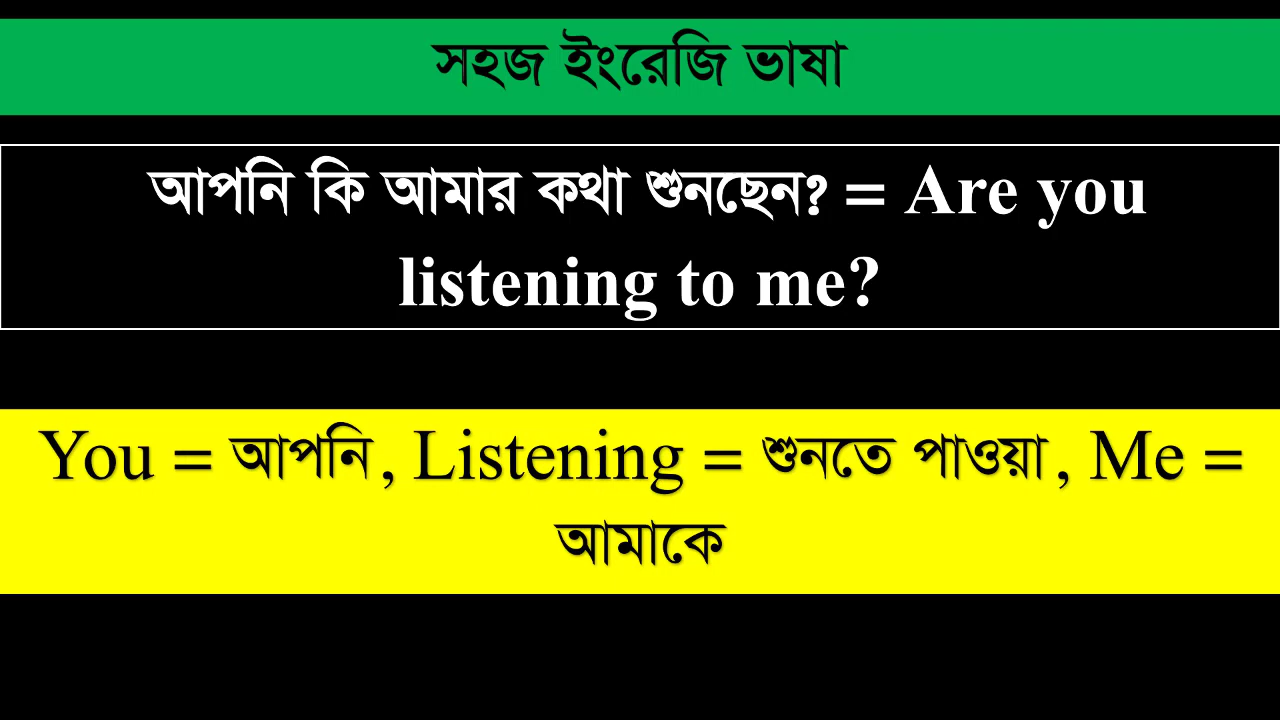 সহজ ইংরেজি ভাষা
আপনি কি আমার কথা শুনছেন? = Are you
listening to me?
You = আপনি, Listening = শুনতে পাওয়া, Me =
আমাকে